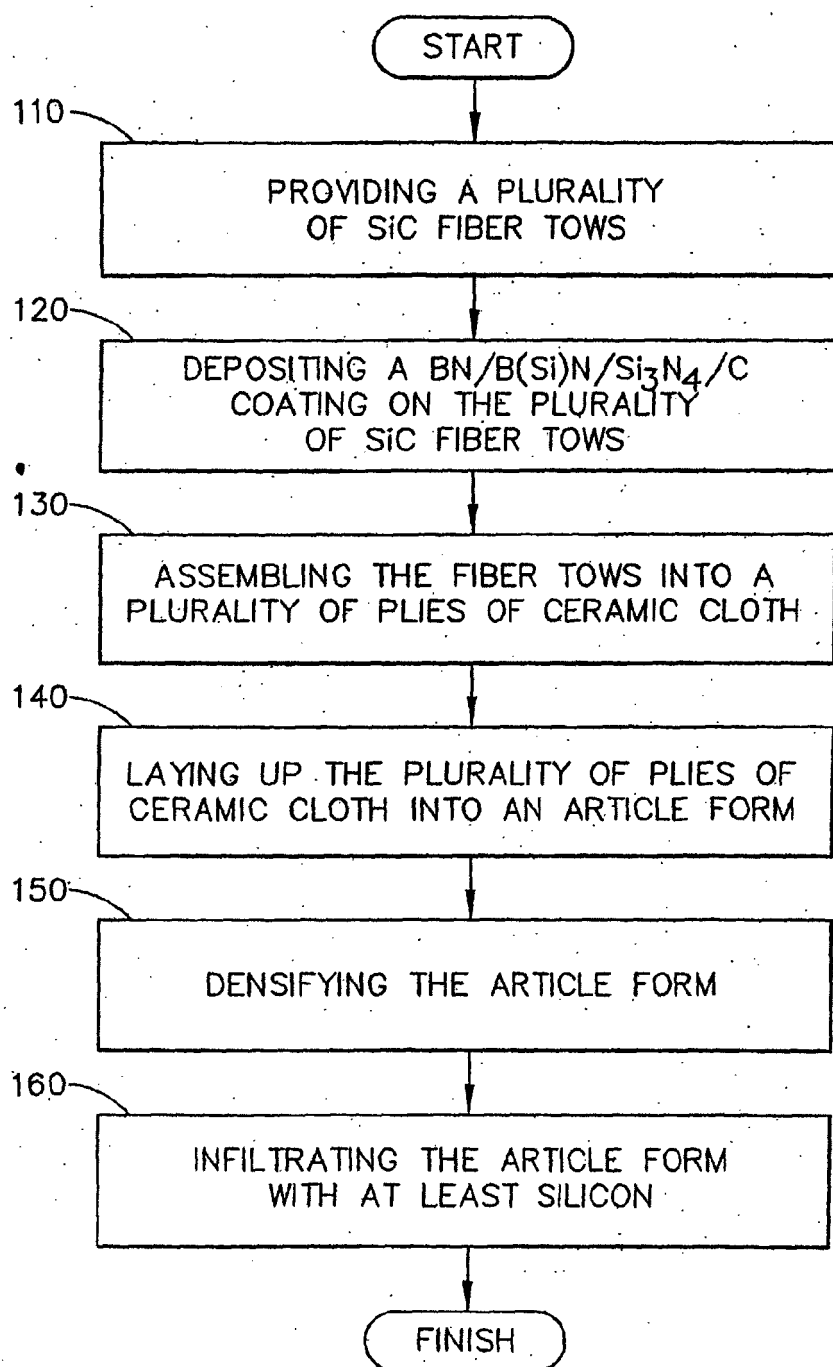 START
110
PROVIDING A PLURALITY
OF SiC FIBER TOWS
120
DEPOSITING A BN/B(Si)N/Si₃N₄/C
COATING ON THE PLURALITY
OF SiC FIBER TOWS
130
ASSEMBLING THE FIBER TOWS INTO A
PLURALITY OF PLIES OF CERAMIC CLOTH
140
LAYING UP THE PLURALITY OF PLIES OF
CERAMIC CLOTH INTO AN ARTICLE FORM
150
DENSIFYING THE ARTICLE FORM
160
INFILTRATING THE ARTICLE FORM
WITH AT LEAST SILICON
FINISH